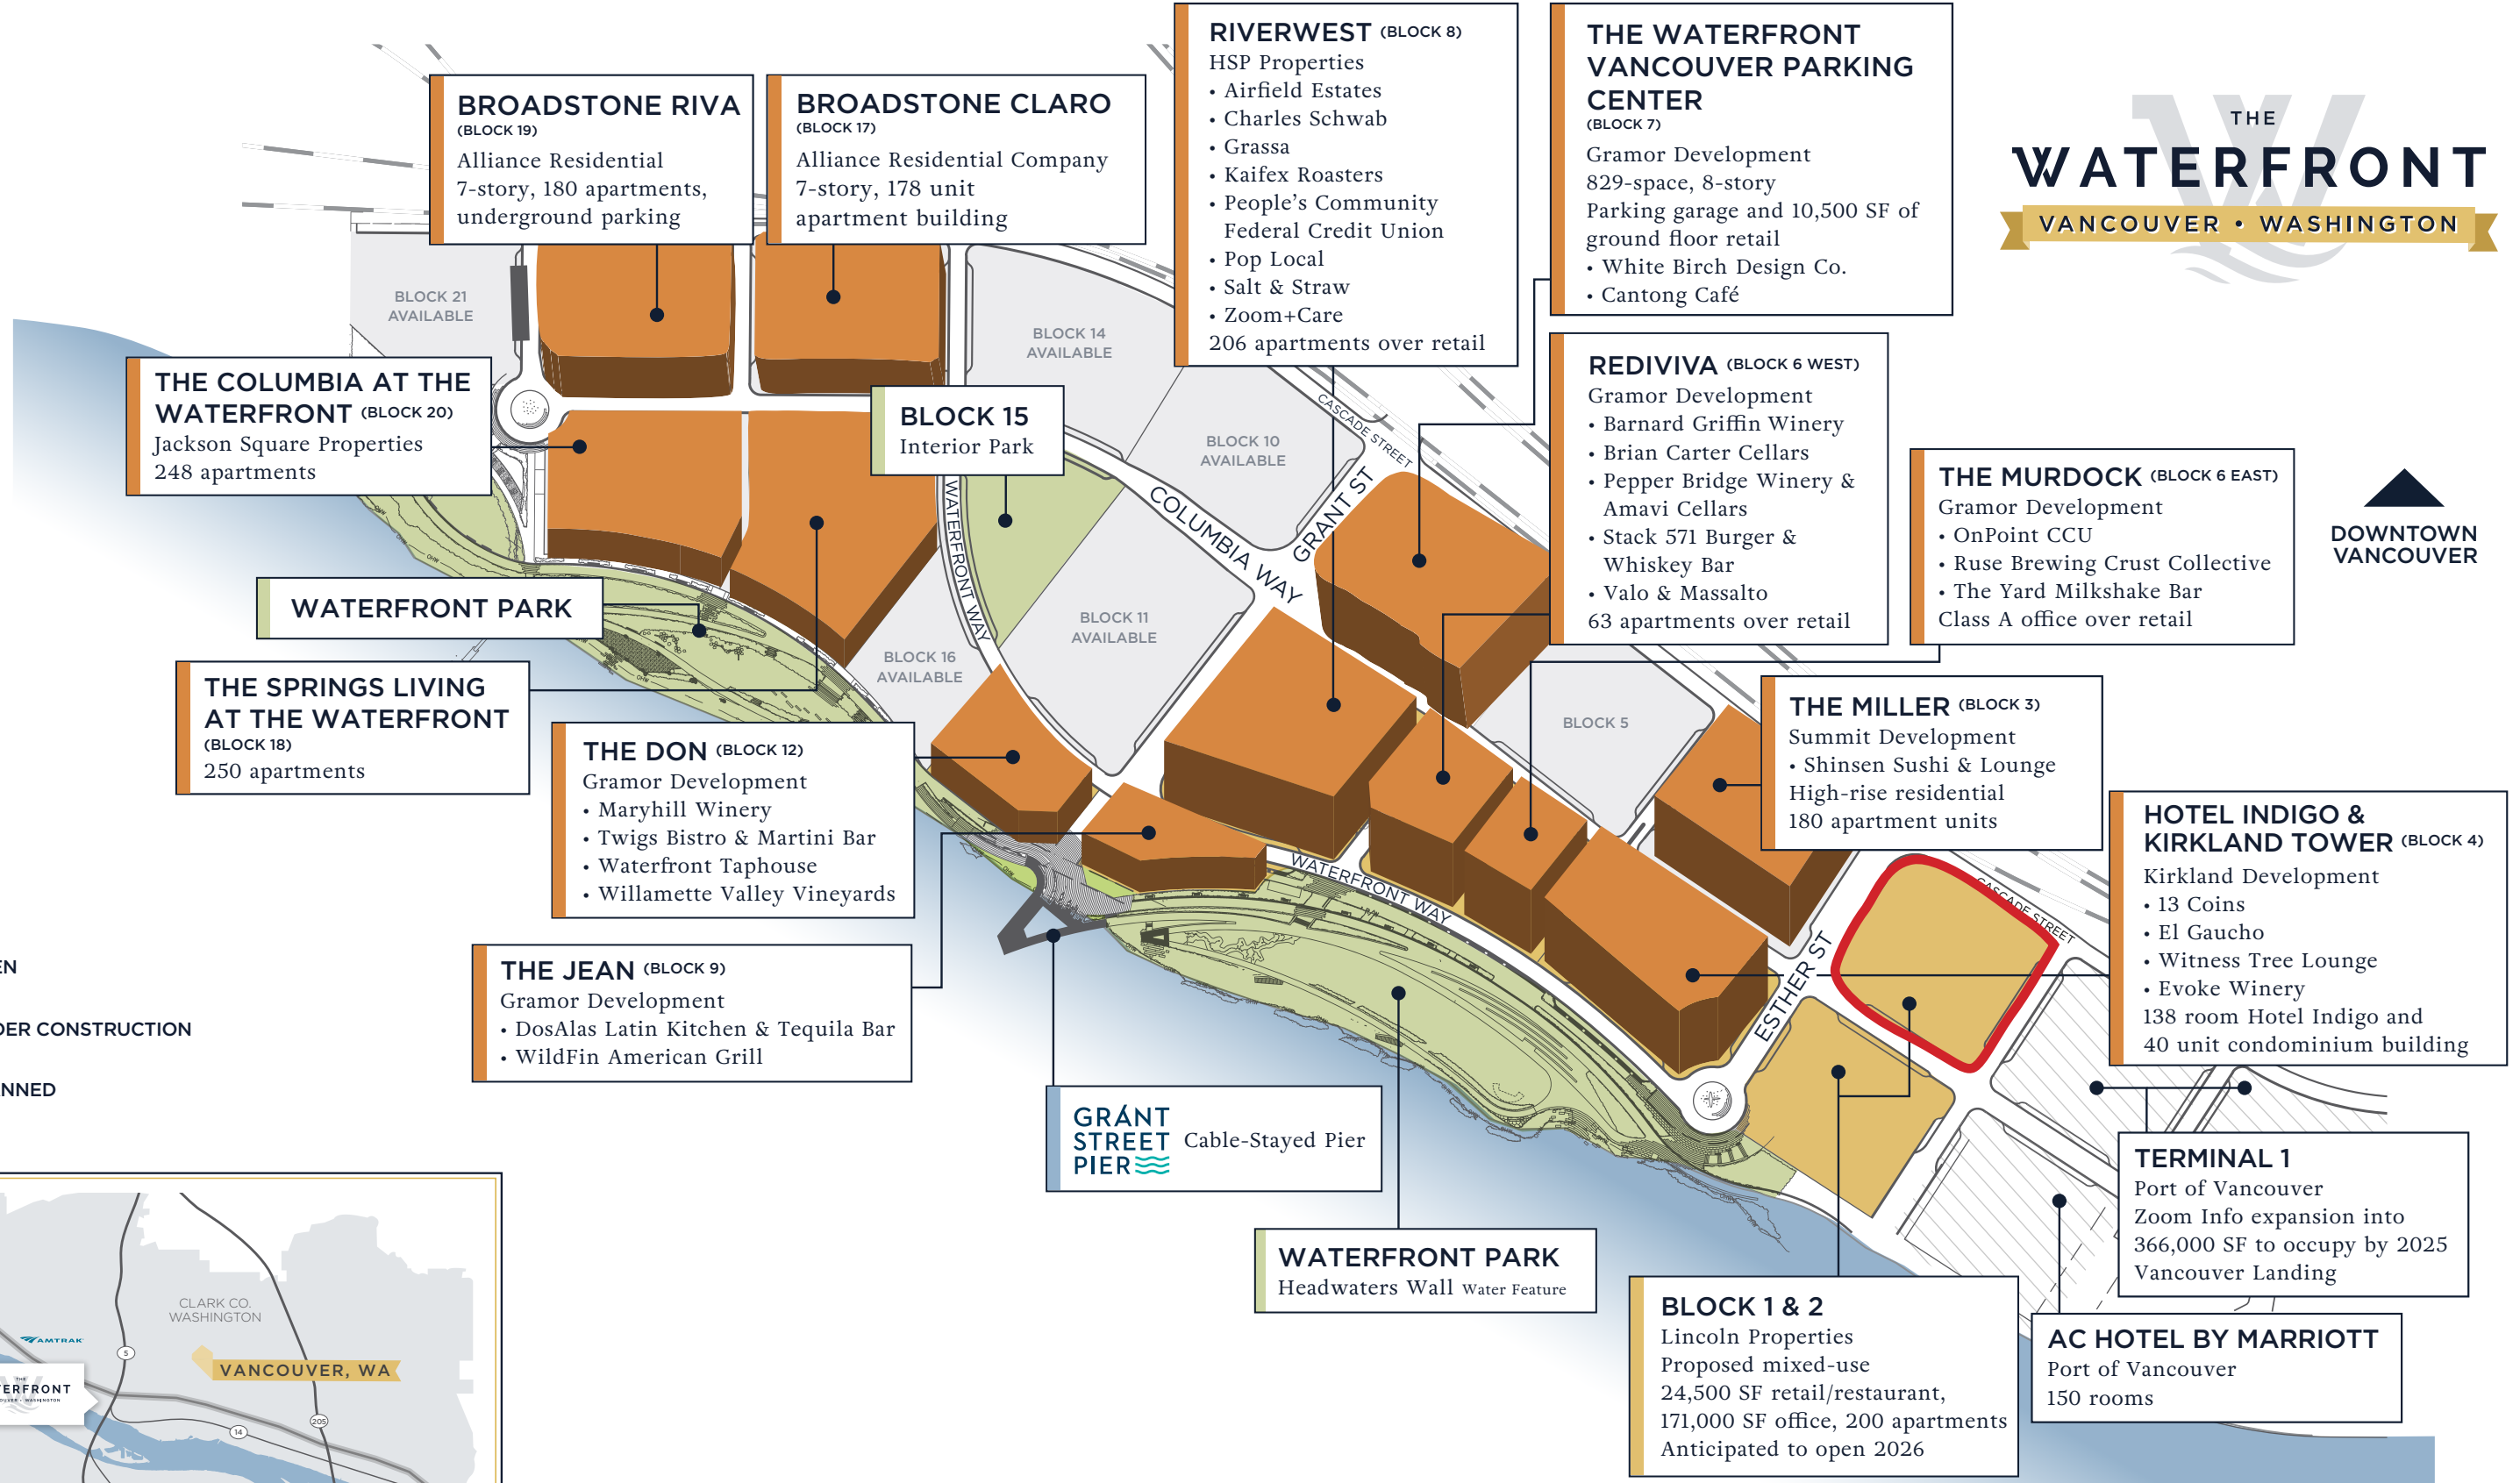 RIVERWEST (BLOCK 8)
HSP Properties
• Airfield Estates
• Charles Schwab
• Grassa
• Kaifex Roasters
• People's Community
Federal Credit Union
• Pop Local
• Salt & Straw
• Zoom+Care
206 apartments over retail
THE WATERFRONT
VANCOUVER PARKING
CENTER
(BLOCK 7)
Gramor Development
829-space, 8-story
Parking garage and 10,500 SF of
ground floor retail
• White Birch Design Co.
• Cantong Café
THE
WATERFRONT
VANCOUVER • WASHINGTON
BROADSTONE RIVA
(BLOCK 19)
Alliance Residential
7-story, 180 apartments,
underground parking
BROADSTONE CLARO
(BLOCK 17)
Alliance Residential Company
7-story, 178 unit
apartment building
BLOCK 21
AVAILABLE
BLOCK 14
AVAILABLE
CASCADE STREET
THE COLUMBIA AT THE
WATERFRONT (BLOCK 20)
Jackson Square Properties
248 apartments
BLOCK 15
Interior Park
BLOCK 10
AVAILABLE
REDIVIVA (BLOCK 6 WEST)
Gramor Development
• Barnard Griffin Winery
• Brian Carter Cellars
• Pepper Bridge Winery &
Amavi Cellars
• Stack 571 Burger &
Whiskey Bar
• Valo & Massalto
63 apartments over retail
THE MURDOCK (BLOCK 6 EAST)
Gramor Development
• OnPoint CCU
• Ruse Brewing Crust Collective
• The Yard Milkshake Bar
Class A office over retail
DOWNTOWN
VANCOUVER
WATERFRONT WAY
COLUMBIA WAY
GRANT ST
WATERFRONT PARK
BLOCK 11
AVAILABLE
BLOCK 16
AVAILABLE
THE SPRINGS LIVING
AT THE WATERFRONT
(BLOCK 18)
250 apartments
BLOCK 5
THE MILLER (BLOCK 3)
Summit Development
• Shinsen Sushi & Lounge
High-rise residential
180 apartment units
THE DON (BLOCK 12)
Gramor Development
• Maryhill Winery
• Twigs Bistro & Martini Bar
• Waterfront Taphouse
• Willamette Valley Vineyards
HOTEL INDIGO &
KIRKLAND TOWER (BLOCK 4)
Kirkland Development
• 13 Coins
• El Gaucho
• Witness Tree Lounge
• Evoke Winery
138 room Hotel Indigo and
40 unit condominium building
WATERFRONT WAY
CASCADE STREET
ESTHER ST
THE JEAN (BLOCK 9)
Gramor Development
• DosAlas Latin Kitchen & Tequila Bar
• WildFin American Grill
EN
DER CONSTRUCTION
NNED
GRANT
STREET
PIER
Cable-Stayed Pier
TERMINAL 1
Port of Vancouver
Zoom Info expansion into
366,000 SF to occupy by 2025
Vancouver Landing
WATERFRONT PARK
Headwaters Wall Water Feature
BLOCK 1 & 2
Lincoln Properties
Proposed mixed-use
24,500 SF retail/restaurant,
171,000 SF office, 200 apartments
Anticipated to open 2026
AC HOTEL BY MARRIOTT
Port of Vancouver
150 rooms
CLARK CO.
WASHINGTON
AMTRAK
5
VANCOUVER, WA
THE
ERFRONT
205
14